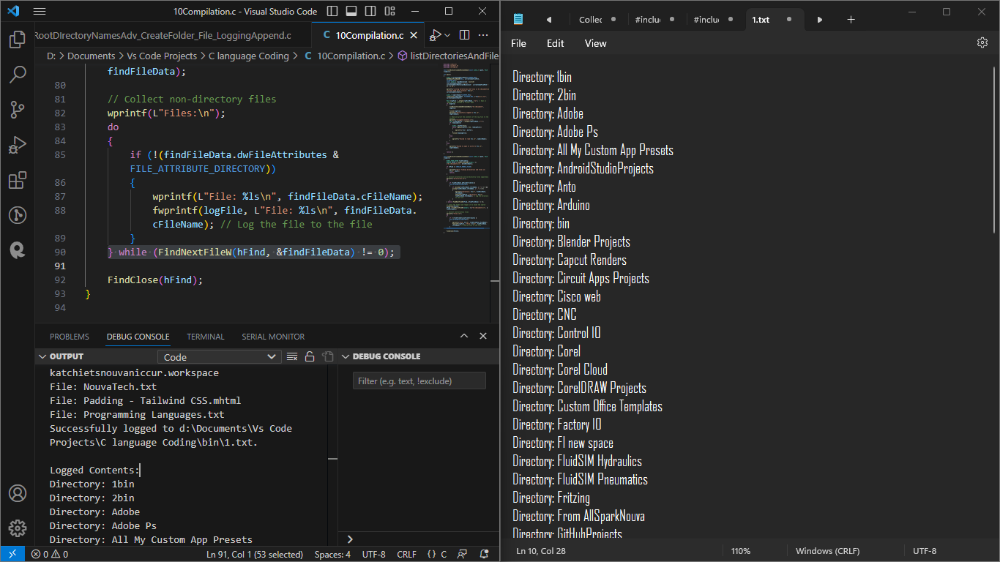 10Compilation.c - Visual Studio Code
RootDIrectoryNamesAdv_CreateFolder_File_LoggingAppend.c
C 10Compilation.c
D: > Documents > Vs Code Projects > C language Coding > C 10Compilation.c > listDirectoriesAndFile
findFileData);
80
81 // Collect non-directory files
82 wprintf(L"Files:\n");
83 do
84 {
85 if (!(findFileData.dwFileAttributes &
FILE_ATTRIBUTE_DIRECTORY))
86 {
87 wprintf(L"File: %ls\n", findFileData.cFileName);
88 fwprintf(logFile, L"File: %ls\n", findFileData.
cFileName); // Log the file to the file
89 }
90 } while (FindNextFileW(hFind, &findFileData) != 0);
91
92 FindClose(hFind);
93 }
94
PROBLEMS DEBUG CONSOLE TERMINAL SERIAL MONITOR
OUTPUT
Code
DEBUG CONSOLE
Filter (e.g. text, !exclude)
katchietsnouvaniccur.workspace
File: NouvaTech.txt
File: Padding - Tailwind CSS.mhtml
File: Programming Languages.txt
Successfully logged to d:\Documents\Vs Code
Projects\C language Coding\bin\1.txt.
Logged Contents:
Directory: 1bin
Directory: 2bin
Directory: Adobe
Directory: Adobe Ps
Directory: All My Custom App Presets
0 0 Ln 91, Col 1 (53 selected) Spaces: 4 UTF-8 CRLF {} C
Collec #inclu #inclu 1.txt
File Edit View
Directory: 1bin
Directory: 2bin
Directory: Adobe
Directory: Adobe Ps
Directory: All My Custom App Presets
Directory: AndroidStudioProjects
Directory: Anto
Directory: Arduino
Directory: bin
Directory: Blender Projects
Directory: Capcut Renders
Directory: Circuit Apps Projects
Directory: Cisco web
Directory: CNC
Directory: Control IO
Directory: Corel
Directory: Corel Cloud
Directory: CorelDRAW Projects
Directory: Custom Office Templates
Directory: Factory IO
Directory: Fl new space
Directory: FluidSIM Hydraulics
Directory: FluidSIM Pneumatics
Directory: Fritzing
Directory: From AllSparkNouva
Directory: GitHubProjects
Ln 10, Col 28 110% Windows (CRLF) UTF-8